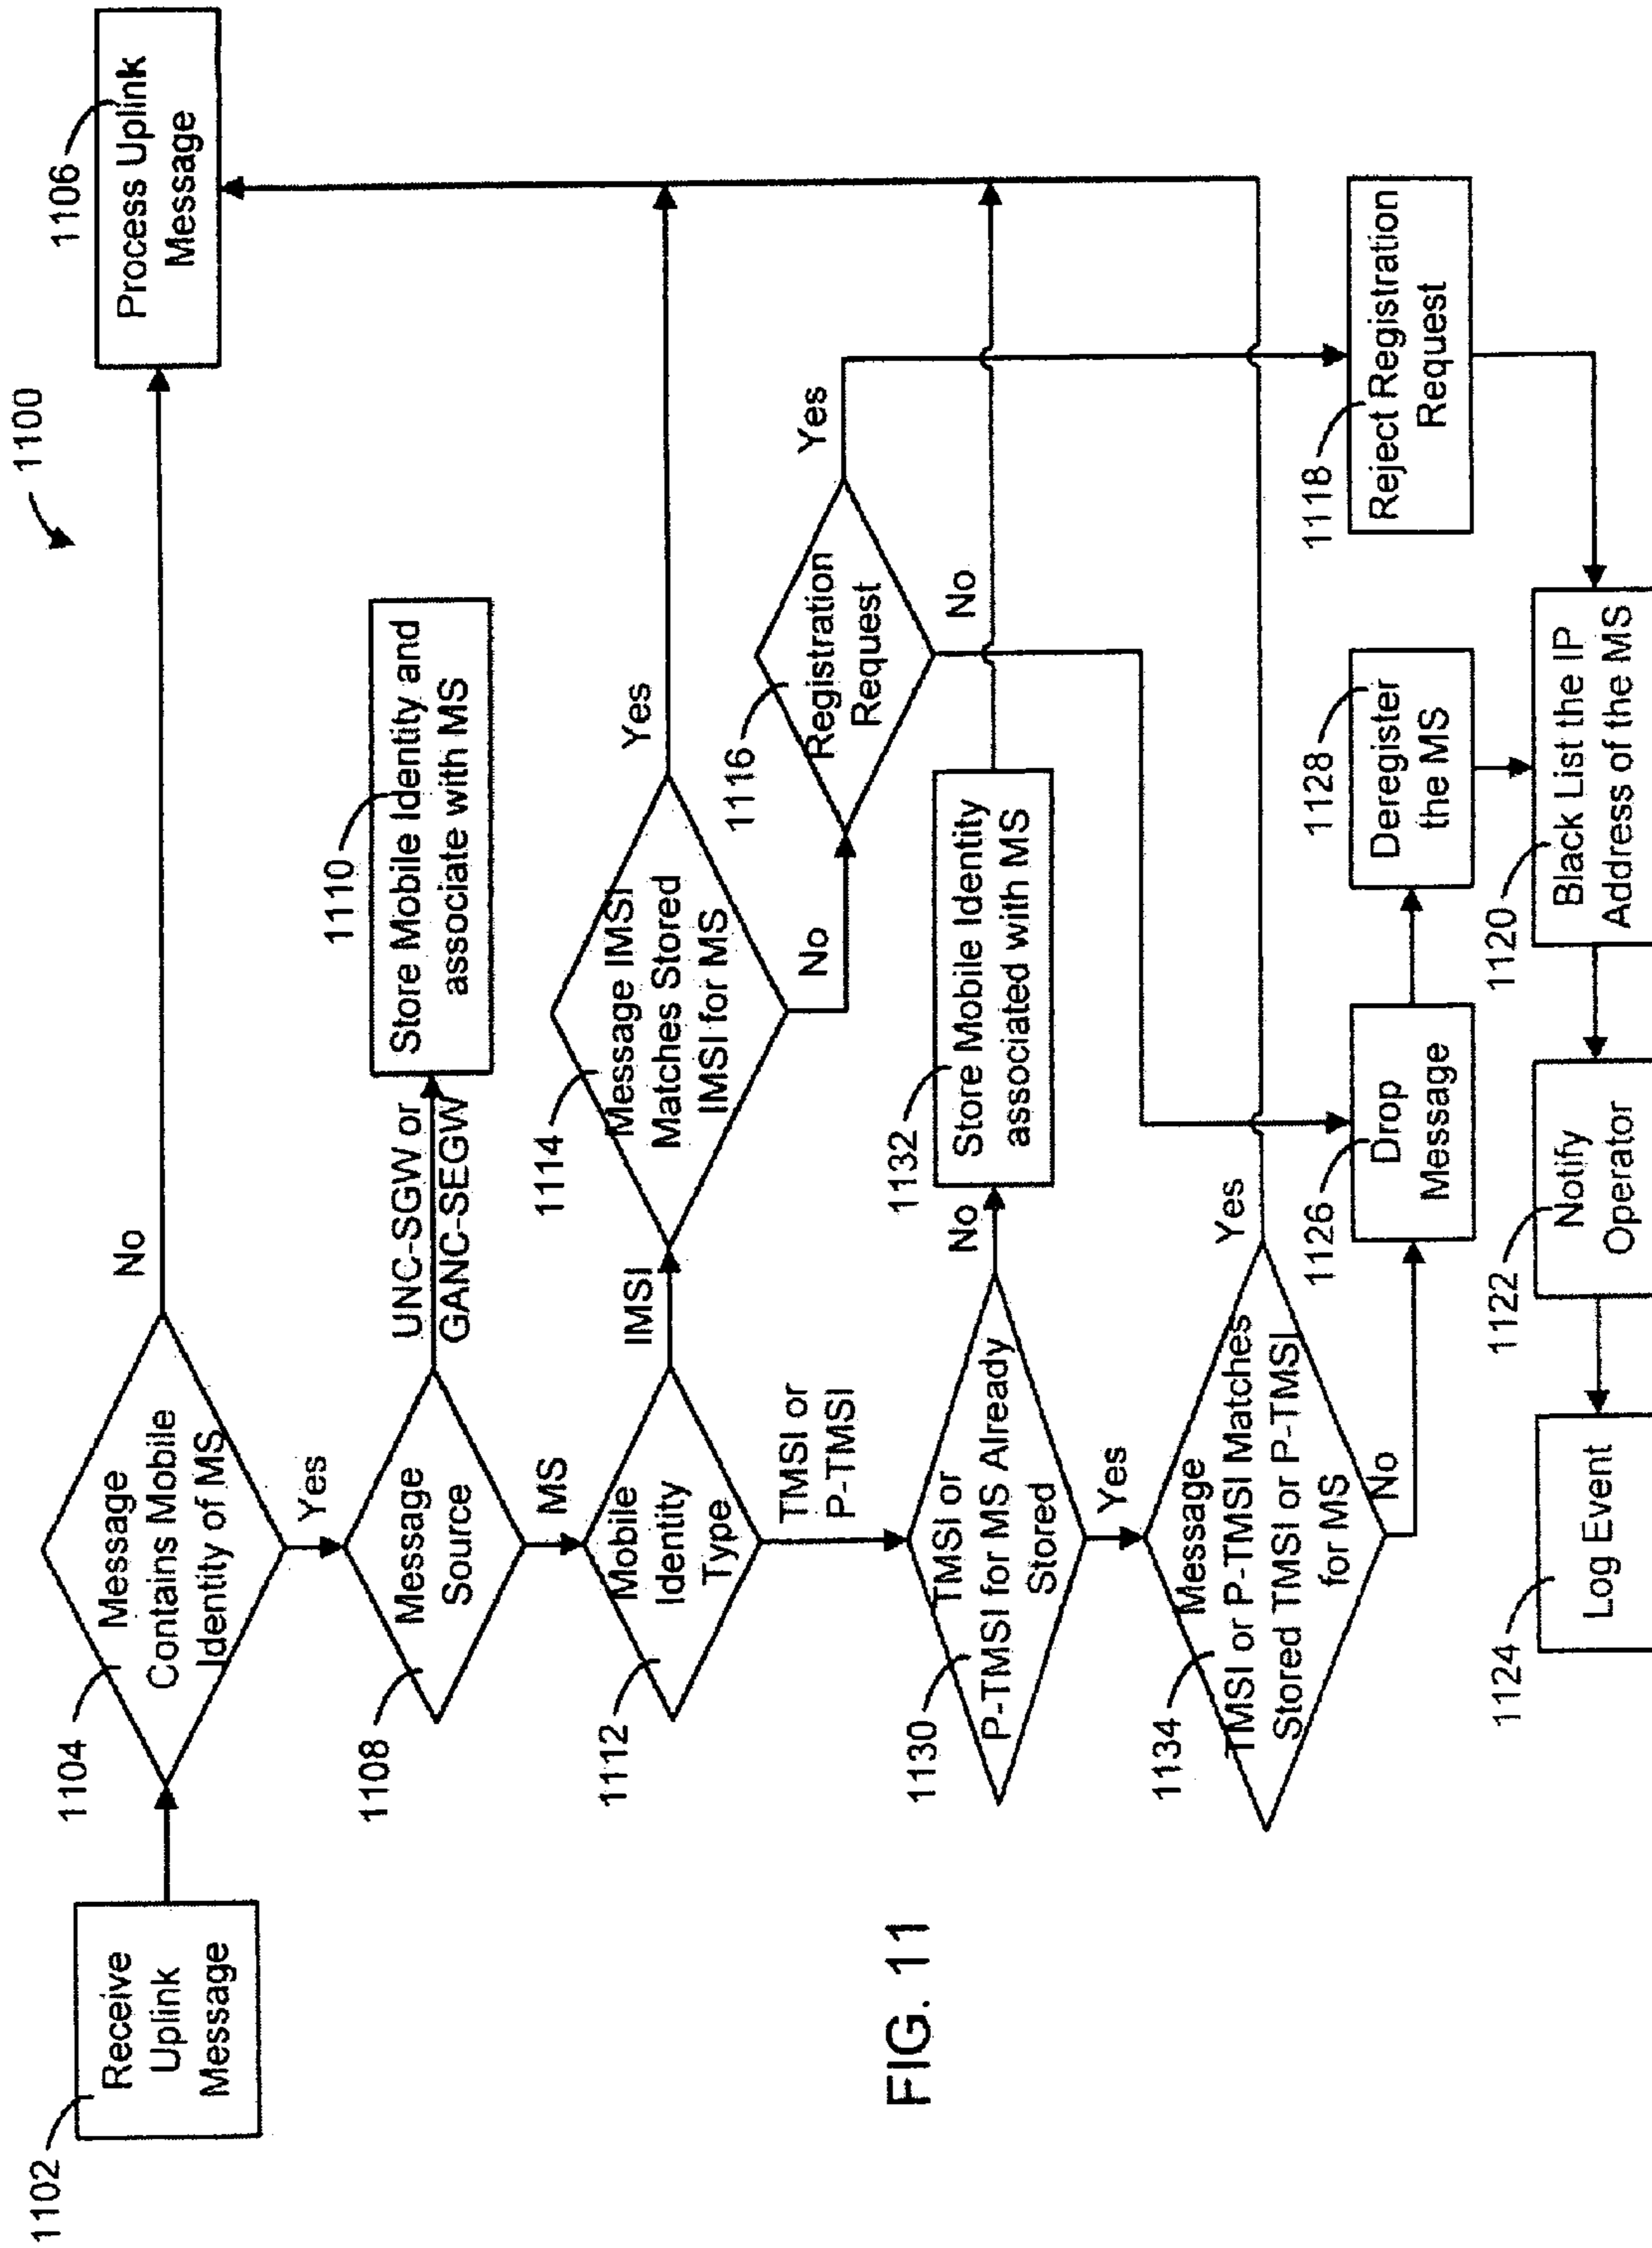 1100
1102
Receive
Uplink
Message
1104
Message
Contains Mobile
Identity of MS
No
1106
Process Uplink
Message
Yes
1108
Message
Source
UNC-SGW or
GANC-SEGW
1110
Store Mobile Identity and
associate with MS
MS
1112
Mobile
Identity
Type
IMSI
1114
Message IMSI
Matches Stored
IMSI for MS
Yes
No
1116
Registration
Request
Yes
No
TMSI or
P-TMSI
1130
TMSI or
P-TMSI for MS Already
Stored
No
1132
Store Mobile Identity
associated with MS
Yes
1134
Message
TMSI or P-TMSI Matches
Stored TMSI or P-TMSI
for MS
Yes
No
1126
Drop
Message
1128
Deregister
the MS
1118
Reject Registration
Request
1124
Log Event
1122
Notify
Operator
1120
Black List the IP
Address of the MS
FIG. 11